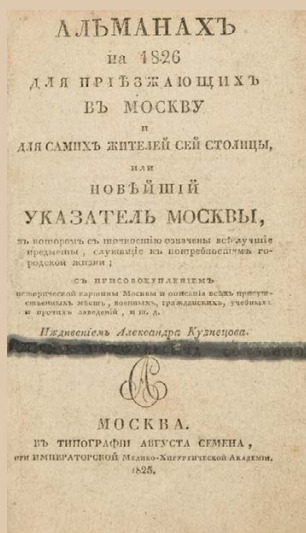 АЛЬМАНАХЪ
на 1826
ДЛЯ ПРІѢЗЖАЮЩИХЪ
ВЪ МОСКВУ
И
ДЛЯ САМИХЪ ЖИТЕЛЕЙ СЕЙ СТОЛИЦЫ,
ИЛИ
НОВѢЙШІЙ
УКАЗАТЕЛЬ МОСКВЫ,
въ которомъ съ точностію означены всѣ лучшіе
предметы, служащіе къ потребностямъ го-
родской жизни;
СЪ ПРИСОВОКУПЛЕНІЕМЪ
исторической картины Москвы и описанія всѣхъ присут-
ственныхъ мѣстъ, военныхъ, гражданскихъ, учебныхъ
и прочихъ заведеній, и т. д.
Иждивеніемъ Александра Кузнецова.
МОСКВА.
ВЪ ТИПОГРАФІИ АВГУСТА СЕМЕНА,
при ИМПЕРАТОРСКОЙ Медико-Хирургической Академіи.
1825.